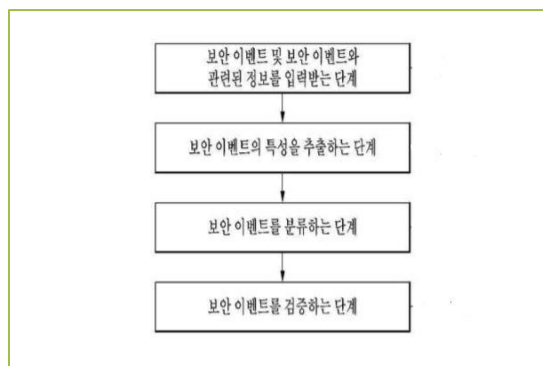 보안 이벤트 및 보안 이벤트와
관련된 정보를 입력받는 단계
보안 이벤트의 특성을 추출하는 단계
보안 이벤트를 분류하는 단계
보안 이벤트를 검증하는 단계